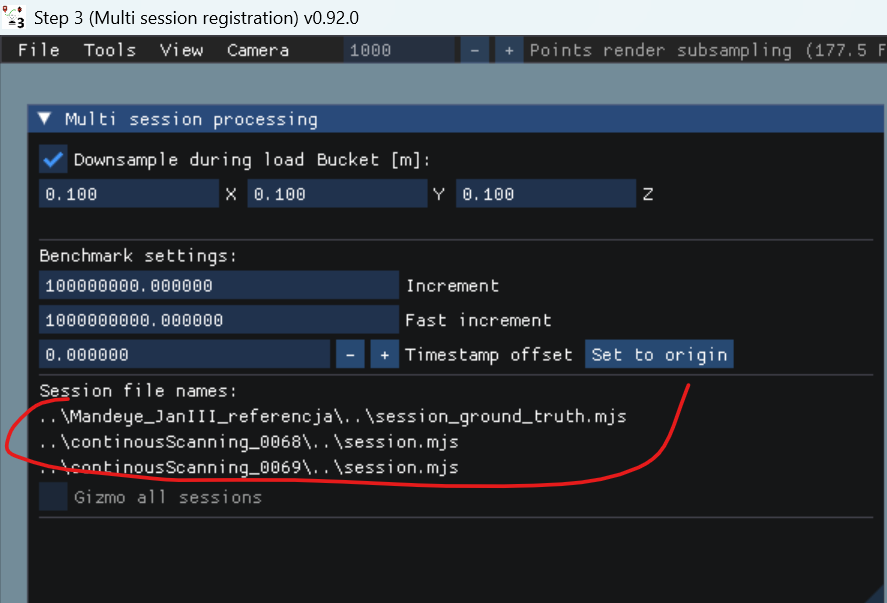 Step 3 (Multi session registration) v0.92.0
File Tools View Camera 1000 - + Points render subsampling (177.5 F
Multi session processing
Downsample during load Bucket [m]:
0.100 X 0.100 Y 0.100 Z
Benchmark settings:
100000000.000000 Increment
1000000000.000000 Fast increment
0.000000 - + Timestamp offset Set to origin
Session file names:
..\Mandeye_JanIII_referencja\..\session_ground_truth.mjs
..\continousScanning_0068\..\session.mjs
..\continousScanning_0069\..\session.mjs
Gizmo all sessions